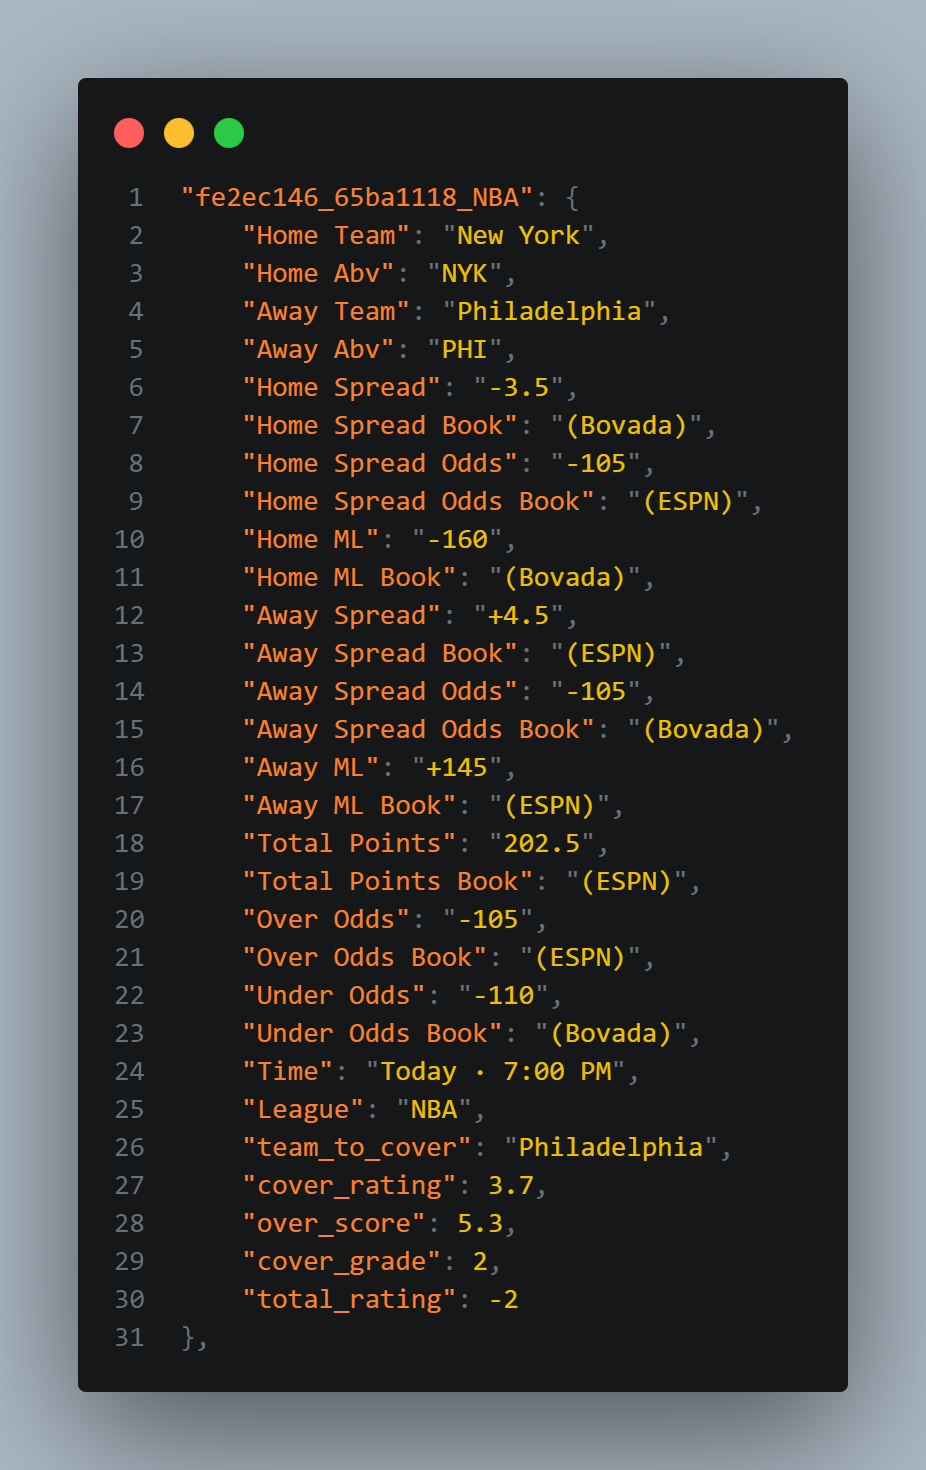 1 "fe2ec146_65ba1118_NBA": {
2 "Home Team": "New York",
3 "Home Abv": "NYK",
4 "Away Team": "Philadelphia",
5 "Away Abv": "PHI",
6 "Home Spread": "-3.5",
7 "Home Spread Book": "(Bovada)",
8 "Home Spread Odds": "-105",
9 "Home Spread Odds Book": "(ESPN)",
10 "Home ML": "-160",
11 "Home ML Book": "(Bovada)",
12 "Away Spread": "+4.5",
13 "Away Spread Book": "(ESPN)",
14 "Away Spread Odds": "-105",
15 "Away Spread Odds Book": "(Bovada)",
16 "Away ML": "+145",
17 "Away ML Book": "(ESPN)",
18 "Total Points": "202.5",
19 "Total Points Book": "(ESPN)",
20 "Over Odds": "-105",
21 "Over Odds Book": "(ESPN)",
22 "Under Odds": "-110",
23 "Under Odds Book": "(Bovada)",
24 "Time": "Today · 7:00 PM",
25 "League": "NBA",
26 "team_to_cover": "Philadelphia",
27 "cover_rating": 3.7,
28 "over_score": 5.3,
29 "cover_grade": 2,
30 "total_rating": -2
31 },